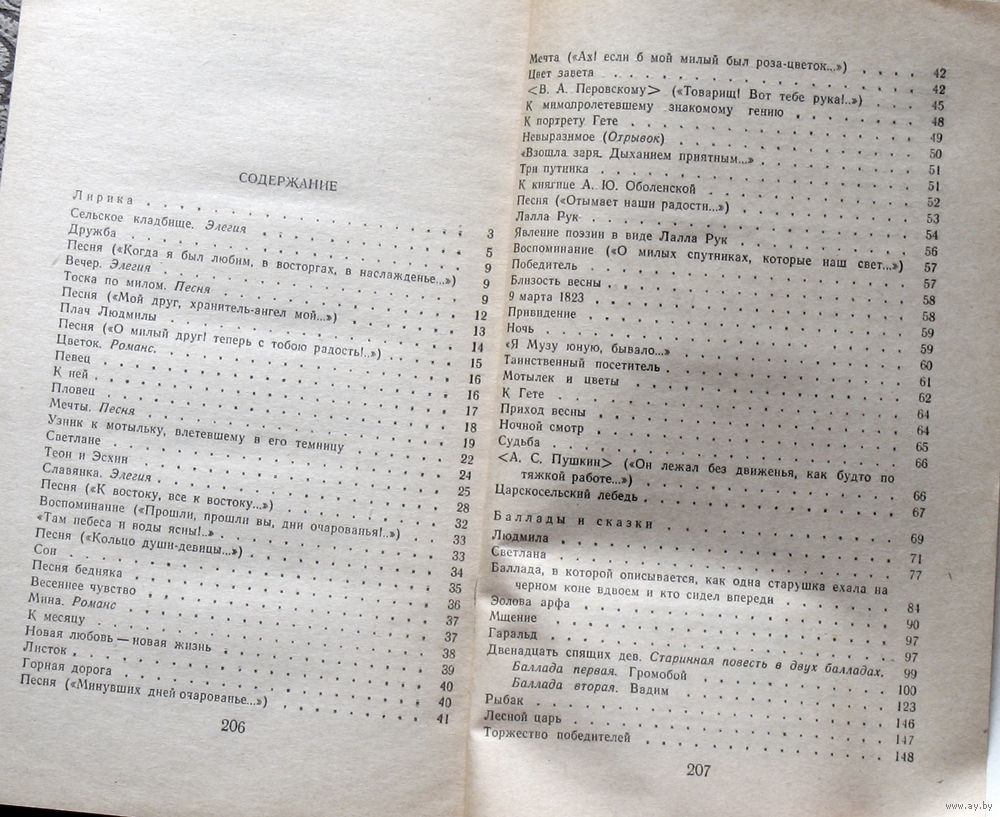 СОДЕРЖАНИЕ
Лирика 3
Сельское кладбище. Элегия 5
Дружба 9
Песня («Когда я был любим, в восторгах, в наслажденье...») 9
Вечер. Элегия 9
Тоска по милом. Песня 12
Песня («Мой друг, хранитель-ангел мой...») 13
Плач Людмилы 14
Песня («О милый друг! теперь с тобою радость!..») 15
Цветок. Романс. 16
Певец 16
К ней 17
Пловец 18
Мечты. Песня 19
Узник к мотыльку, влетевшему в его темницу 22
Светлане 24
Теон и Эсхин 25
Славянка. Элегия 28
Песня («К востоку, все к востоку...») 32
Воспоминание («Прошли, прошли вы, дни очарованья!..») 33
«Там небеса и воды ясны!..» 33
Песня («Кольцо души-девицы...») 34
Сон 35
Песня бедняка 36
Весеннее чувство 37
Мина. Романс 37
К месяцу 38
Новая любовь — новая жизнь 39
Листок 40
Горная дорога 40
Песня («Минувших дней очарованье...») 41
206
Мечта («Ах! если б мой милый был роза-цветок...») 42
Цвет завета 42
<В. А. Перовскому> («Товарищ! Вот тебе рука!..») 45
К мимопролетевшему знакомому гению 48
К портрету Гете 49
Невыразимое (Отрывок) 50
«Взошла заря. Дыханием приятным...» 51
Три путника 51
К княгине А. Ю. Оболенской 52
Песня («Отымает наши радости...») 53
Лалла Рук 54
Явление поэзии в виде Лалла Рук 56
Воспоминание («О милых спутниках, которые наш свет...») 57
Победитель 57
Близость весны 58
9 марта 1823 58
Привидение 59
Ночь 59
«Я Музу юную, бывало...» 60
Таинственный посетитель 61
Мотылек и цветы 62
К Гете 64
Приход весны 64
Ночной смотр 65
Судьба 66
<А. С. Пушкин> («Он лежал без движенья, как будто по
тяжкой работе...») 66
Царскосельский лебедь 67
Баллады и сказки 69
Людмила 71
Светлана 77
Баллада, в которой описывается, как одна старушка ехала на
черном коне вдвоем и кто сидел впереди 84
Эолова арфа 90
Мщение 97
Гаральд 97
Двенадцать спящих дев. Старинная повесть в двух балладах. 99
Баллада первая. Громобой 100
Баллада вторая. Вадим 123
Рыбак 146
Лесной царь 147
Торжество победителей 148
207
www.ay.by